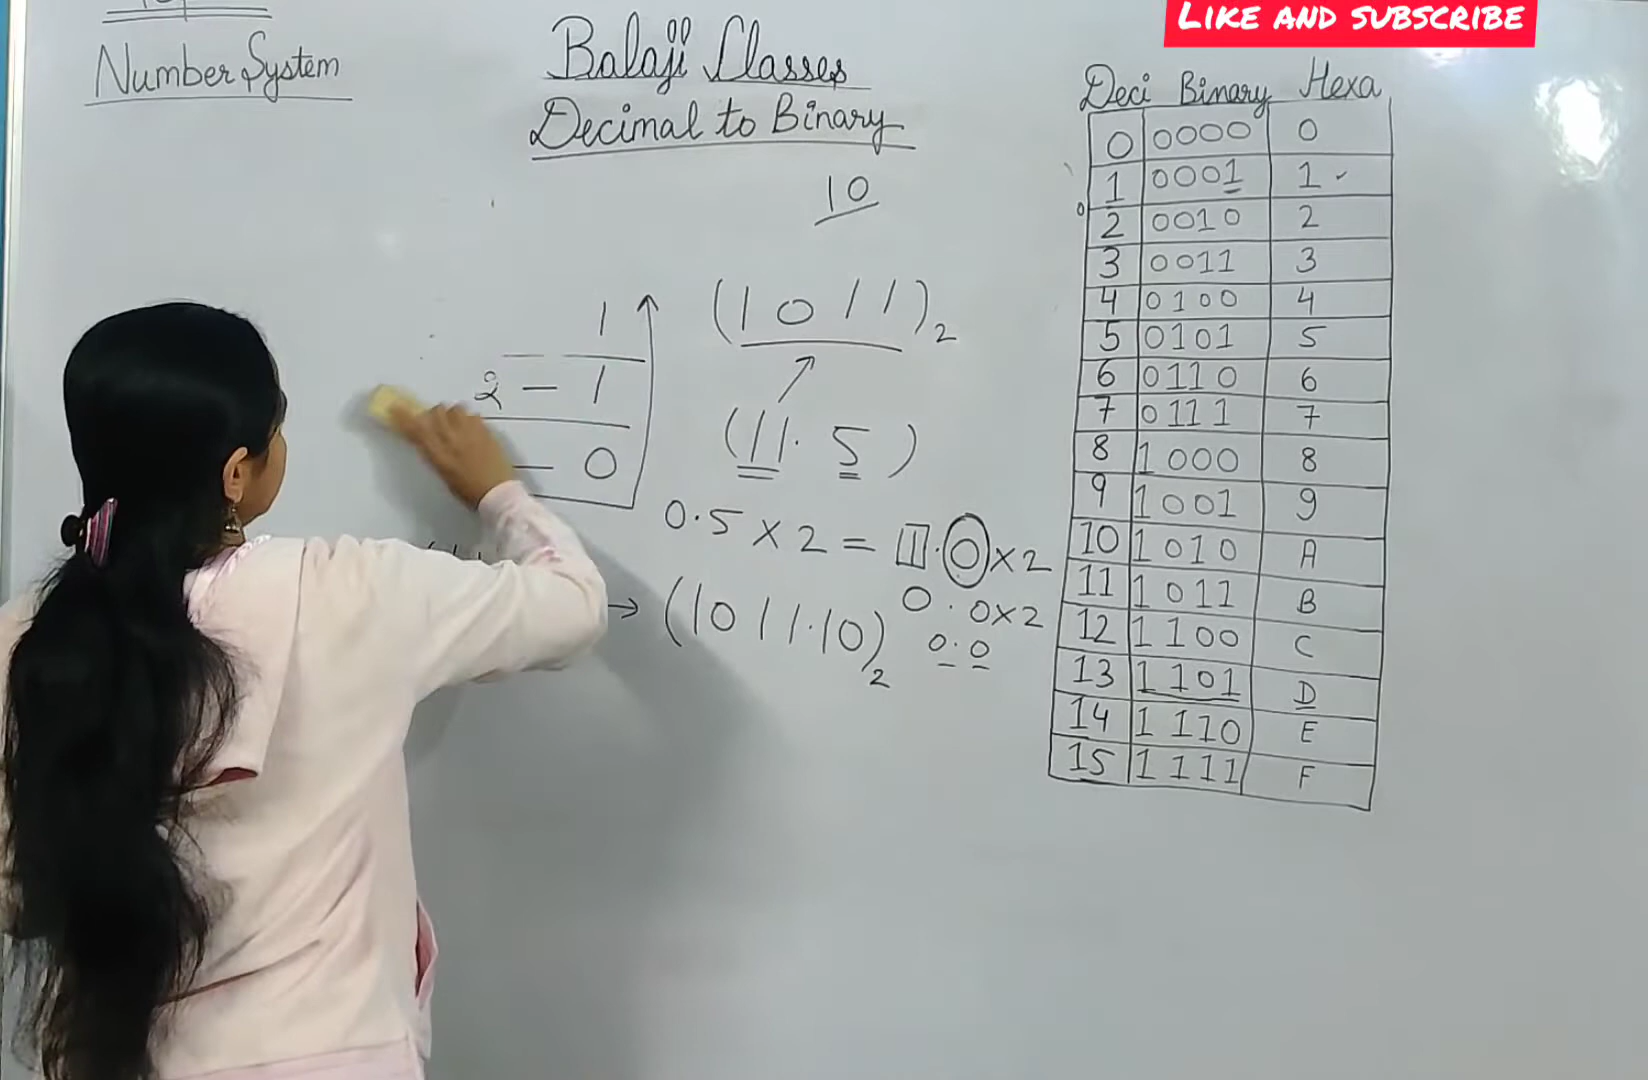 LIKE AND SUBSCRIBE
Number System
Balaji Classes
Decimal to Binary
10
1
2 - 1
- 0
(1011)2
(11.5)
0.5 x 2 = 1.0 x 2
0.0x2
0.0
→ (1011.10)2
Deci Binary Hexa
0 0000 0
1 0001 1
2 0010 2
3 0011 3
4 0100 4
5 0101 5
6 0110 6
7 0111 7
8 1000 8
9 1001 9
10 1010 A
11 1011 B
12 1100 C
13 1101 D
14 1110 E
15 1111 F